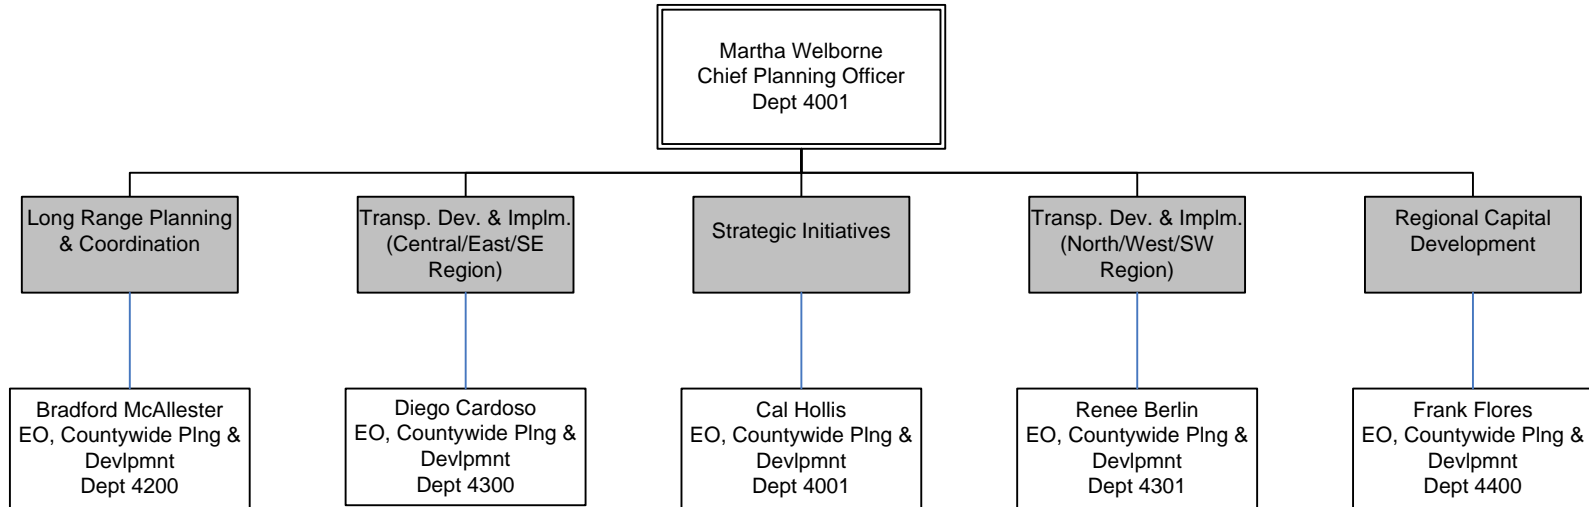 Martha Welborne
Chief Planning Officer
Dept 4001
Long Range Planning
& Coordination
Transp. Dev. & Implm.
(Central/East/SE
Region)
Strategic Initiatives
Transp. Dev. & Implm.
(North/West/SW
Region)
Regional Capital
Development
Bradford McAllester
EO, Countywide Plng &
Devlpmnt
Dept 4200
Diego Cardoso
EO, Countywide Plng &
Devlpmnt
Dept 4300
Cal Hollis
EO, Countywide Plng &
Devlpmnt
Dept 4001
Renee Berlin
EO, Countywide Plng &
Devlpmnt
Dept 4301
Frank Flores
EO, Countywide Plng &
Devlpmnt
Dept 4400